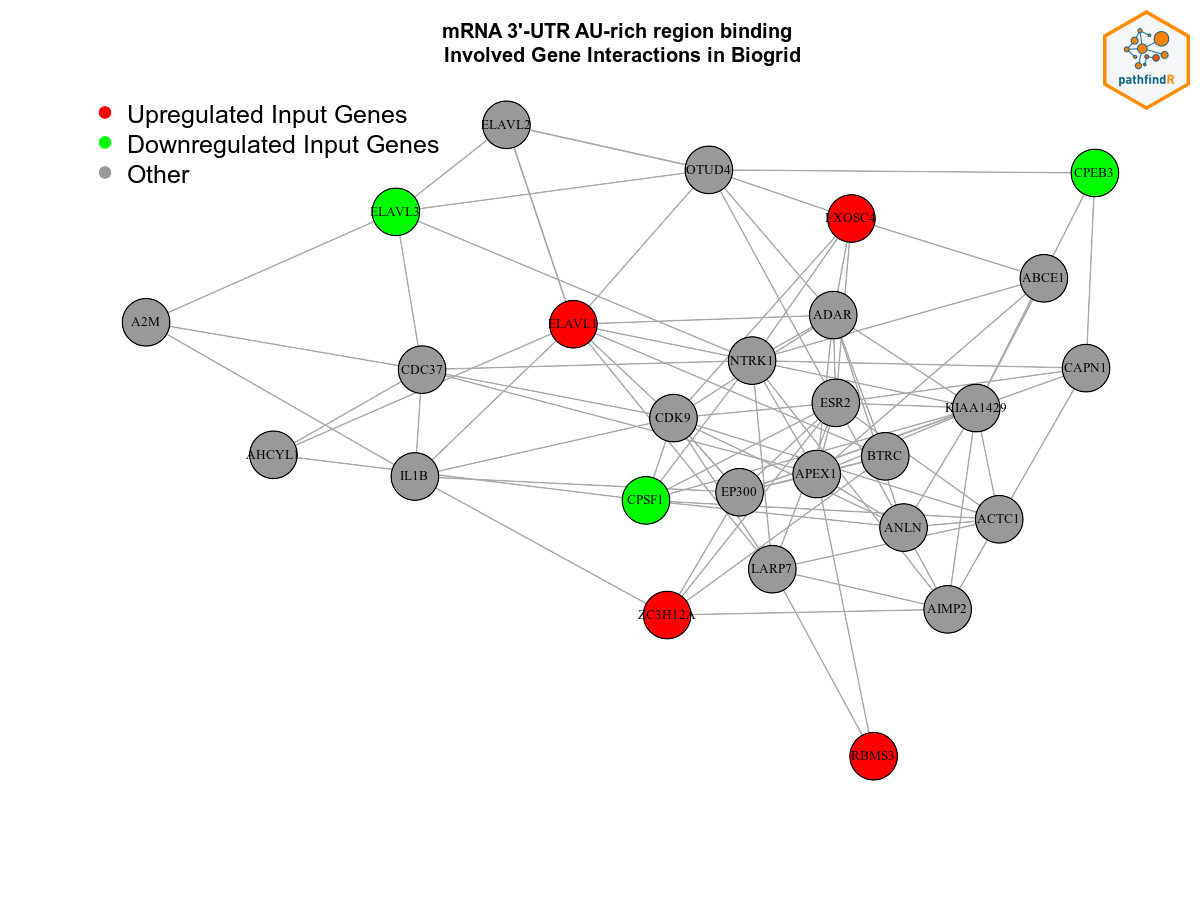 mRNA 3'-UTR AU-rich region binding
Involved Gene Interactions in Biogrid
pathfindR
Upregulated Input Genes
Downregulated Input Genes
Other
ELAVL2
OTUD4
CPEB3
ELAVL3
EXOSC4
ABCE1
A2M
ELAVL1
ADAR
CDC37
NTRK1
CAPN1
ESR2
KIAA1429
CDK9
AHCYL1
BTRC
IL1B
APEX1
EP300
CPSF1
ACTC1
ANLN
LARP7
AIMP2
ZC3H12A
RBMS3